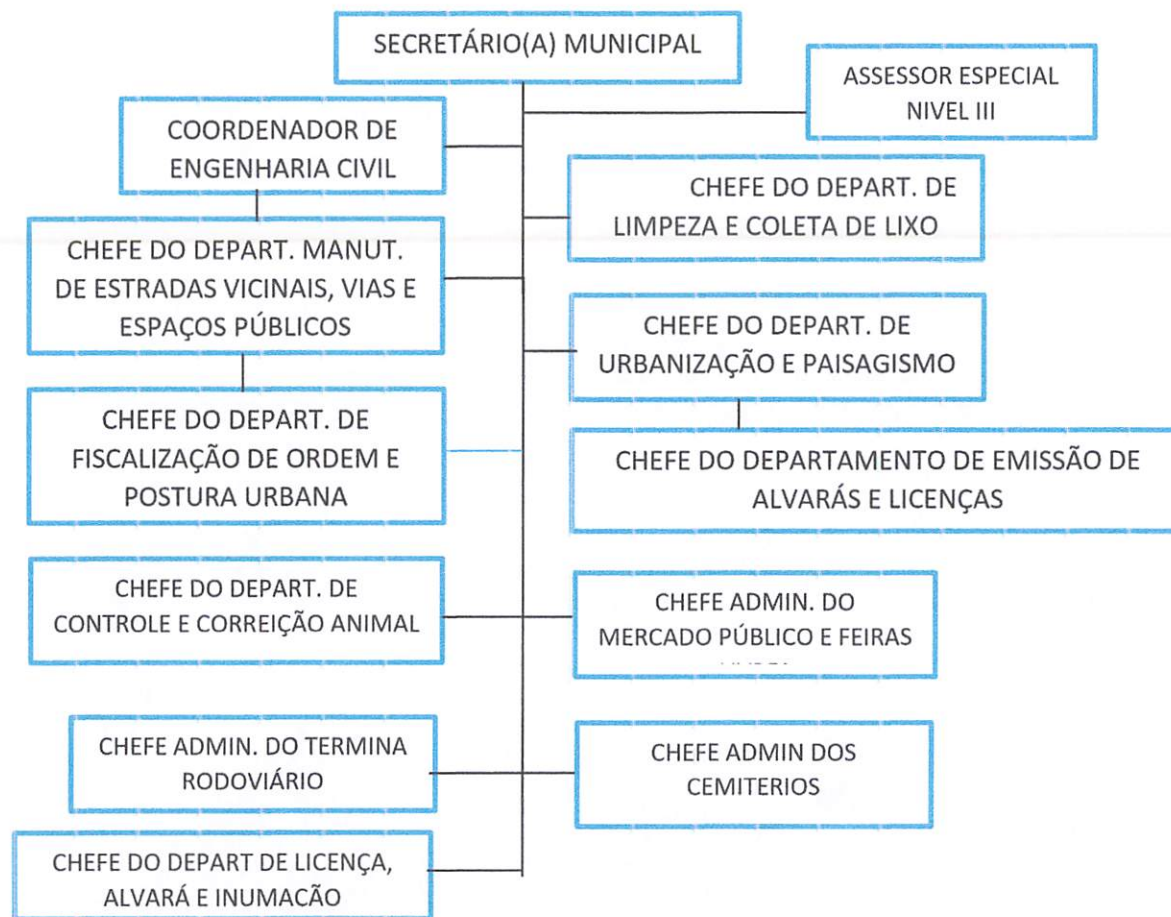 SECRETÁRIO(A) MUNICIPAL
ASSESSOR ESPECIAL
NIVEL III
COORDENADOR DE
ENGENHARIA CIVIL
CHEFE DO DEPART. DE
LIMPEZA E COLETA DE LIXO
CHEFE DO DEPART. MANUT.
DE ESTRADAS VICINAIS, VIAS E
ESPAÇOS PÚBLICOS
CHEFE DO DEPART. DE
URBANIZAÇÃO E PAISAGISMO
CHEFE DO DEPART. DE
FISCALIZAÇÃO DE ORDEM E
POSTURA URBANA
CHEFE DO DEPARTAMENTO DE EMISSÃO DE
ALVARÁS E LICENÇAS
CHEFE DO DEPART. DE
CONTROLE E CORREIÇÃO ANIMAL
CHEFE ADMIN. DO
MERCADO PÚBLICO E FEIRAS
CHEFE ADMIN. DO TERMINA
RODOVIÁRIO
CHEFE ADMIN DOS
CEMITERIOS
CHEFE DO DEPART DE LICENÇA,
ALVARÁ E INUMACÃO